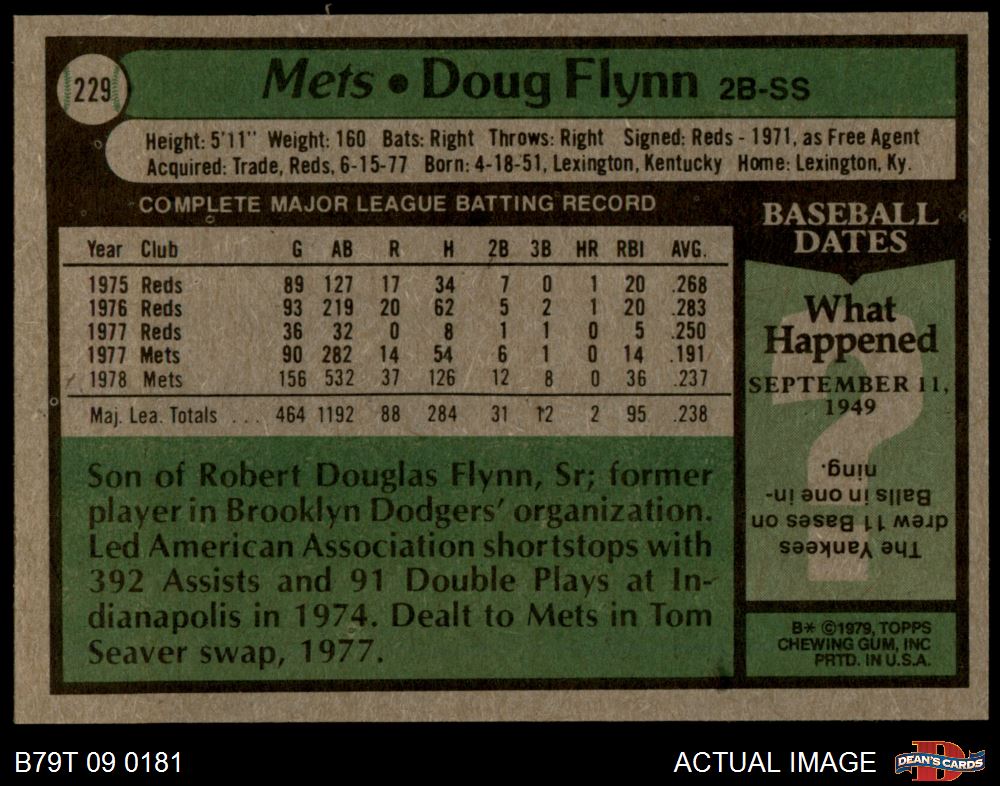 229
Mets • Doug Flynn 2B-SS
Height: 5'11" Weight: 160 Bats: Right Throws: Right Signed: Reds - 1971, as Free Agent
Acquired: Trade, Reds, 6-15-77 Born: 4-18-51, Lexington, Kentucky Home: Lexington, Ky.
COMPLETE MAJOR LEAGUE BATTING RECORD
Year Club G AB R H 2B 3B HR RBI AVG.
1975 Reds 89 127 17 34 7 0 1 20 .268
1976 Reds 93 219 20 62 5 2 1 20 .283
1977 Reds 36 32 0 8 1 1 0 5 .250
1977 Mets 90 282 14 54 6 1 0 14 .191
1978 Mets 156 532 37 126 12 8 0 36 .237
Maj. Lea. Totals ... 464 1192 88 284 31 12 2 95 .238
Son of Robert Douglas Flynn, Sr; former
player in Brooklyn Dodgers' organization.
Led American Association shortstops with
392 Assists and 91 Double Plays at In-
dianapolis in 1974. Dealt to Mets in Tom
Seaver swap, 1977.
BASEBALL
DATES
What
Happened
SEPTEMBER 11,
1949
?
The Yankees
drew 11 Bases on
Balls in one in-
ning.
B* ©1979, TOPPS
CHEWING GUM, INC
PRTD. IN U.S.A.
B79T 09 0181
ACTUAL IMAGE
D
DEAN'S CARDS